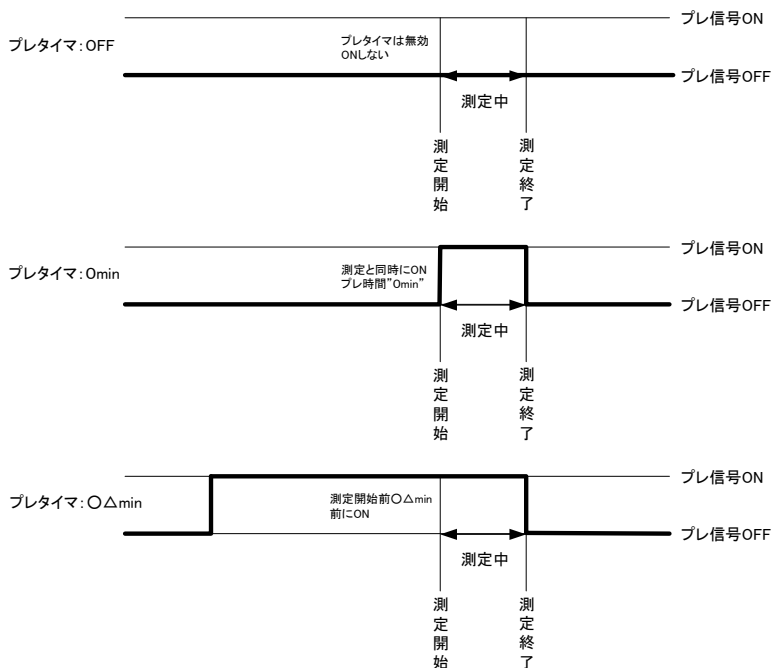 プレ信号ON
プレタイマ：OFF
プレタイマは無効
ONしない
プレ信号OFF
測定中
測定開始
測定終了
プレ信号ON
プレタイマ：0min
測定と同時にON
プレ時間”0min”
プレ信号OFF
測定中
測定開始
測定終了
プレ信号ON
プレタイマ：〇△min
測定開始前〇△min
前にON
プレ信号OFF
測定中
測定開始
測定終了